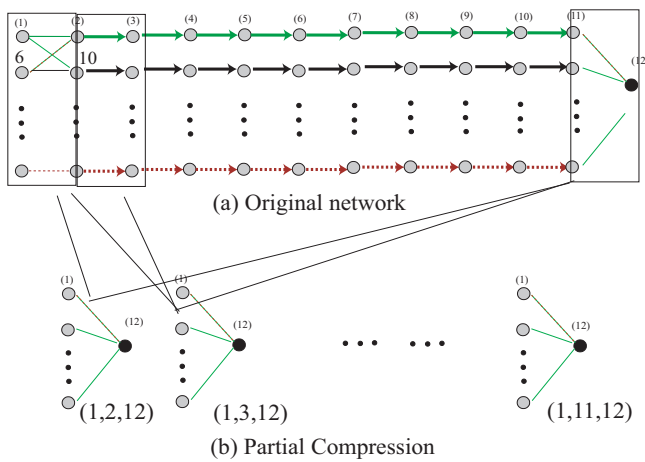 (1) (2) (3) (4) (5) (6) (7) (8) (9) (10) (11)
(12
6 10
(a) Original network
(1) (1) (1)
(12) (12) (12)
(1,2,12) (1,3,12) (1,11,12)
(b) Partial Compression